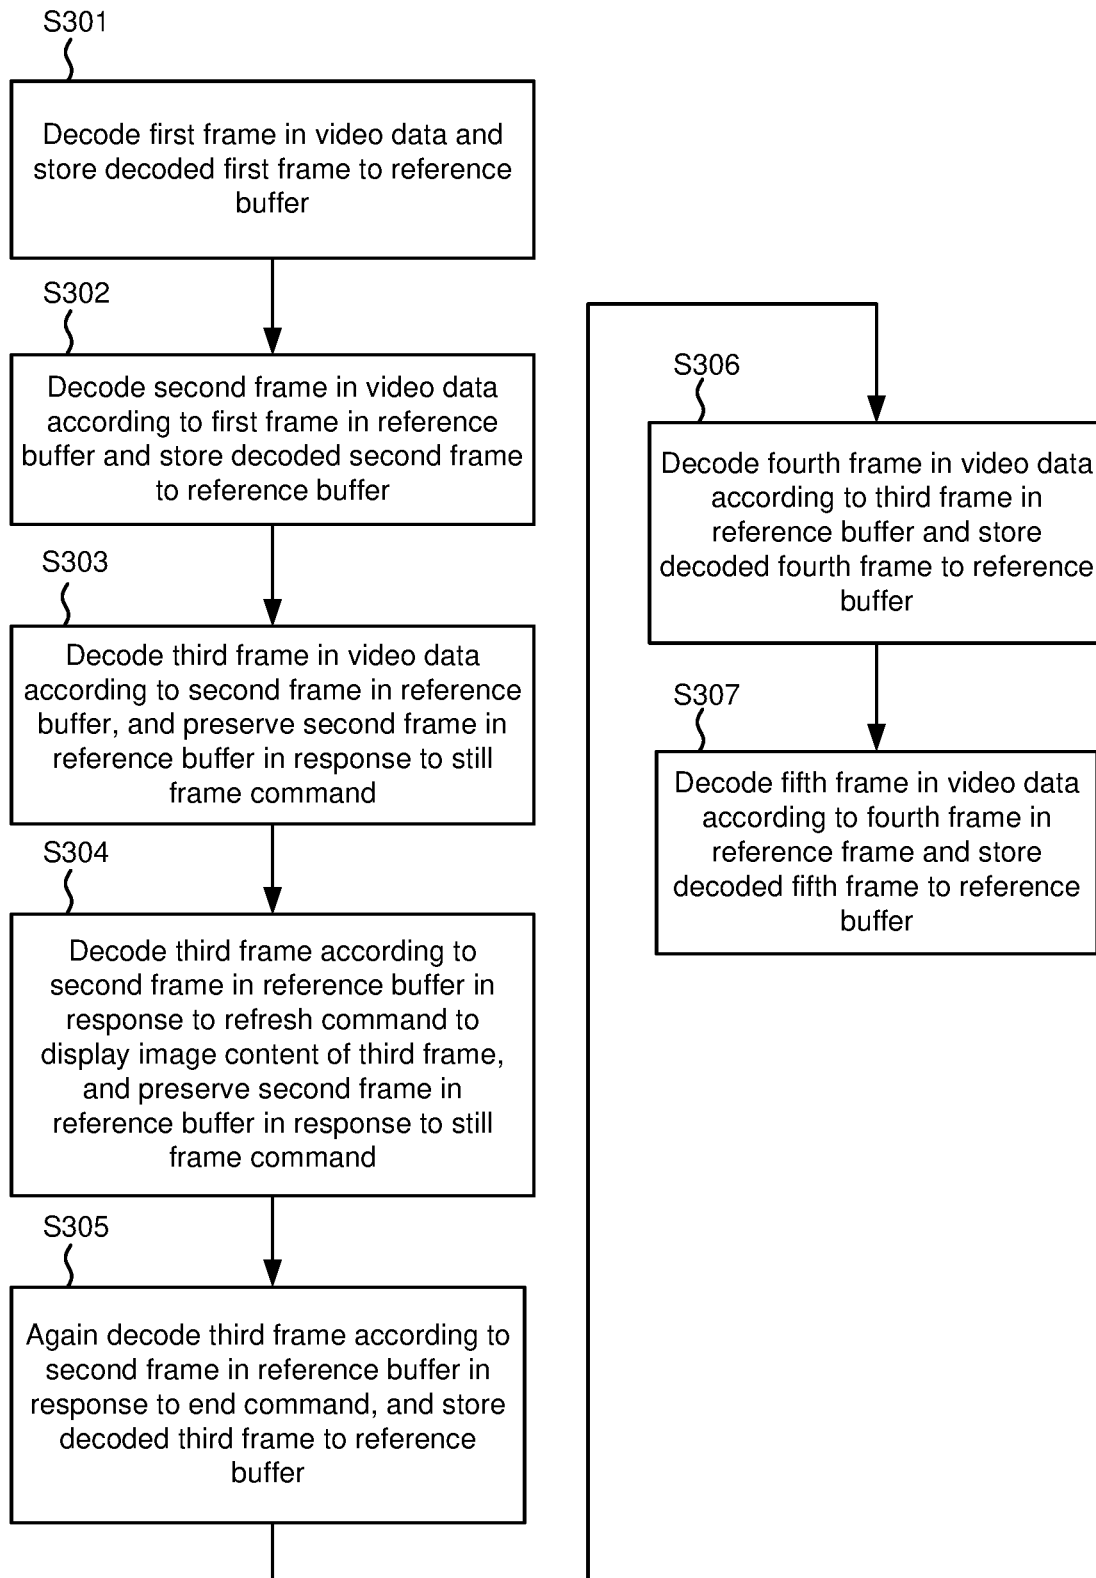 S301
Decode first frame in video data and
store decoded first frame to reference
buffer
S302
Decode second frame in video data
according to first frame in reference
buffer and store decoded second frame
to reference buffer
S303
Decode third frame in video data
according to second frame in reference
buffer, and preserve second frame in
reference buffer in response to still
frame command
S304
Decode third frame according to
second frame in reference buffer in
response to refresh command to
display image content of third frame,
and preserve second frame in
reference buffer in response to still
frame command
S305
Again decode third frame according to
second frame in reference buffer in
response to end command, and store
decoded third frame to reference
buffer
S306
Decode fourth frame in video data
according to third frame in
reference buffer and store
decoded fourth frame to reference
buffer
S307
Decode fifth frame in video data
according to fourth frame in
reference frame and store
decoded fifth frame to reference
buffer